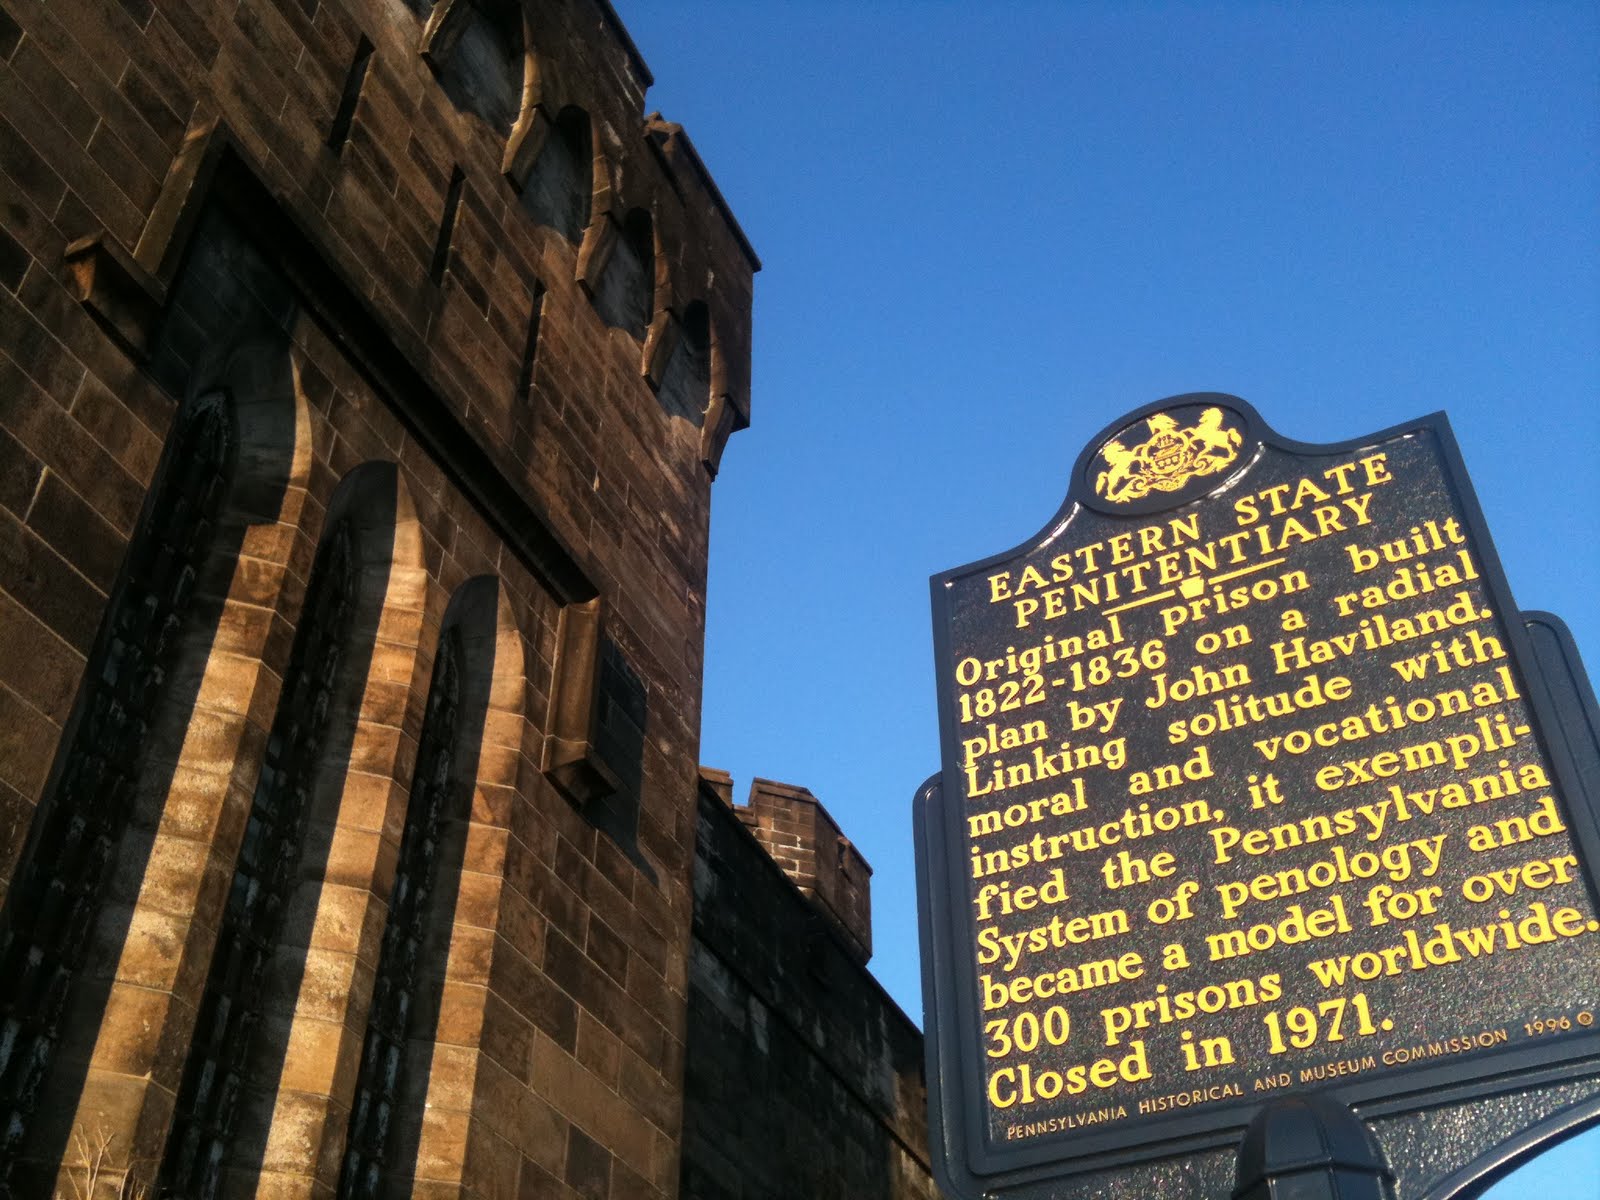 EASTERN STATE
PENITENTIARY
Original prison built
1822-1836 on a radial
plan by John Haviland.
Linking solitude with
moral and vocational
instruction, it exempli-
fied the Pennsylvania
System of penology and
became a model for over
300 prisons worldwide.
Closed in 1971.
PENNSYLVANIA HISTORICAL AND MUSEUM COMMISSION 1996 ©